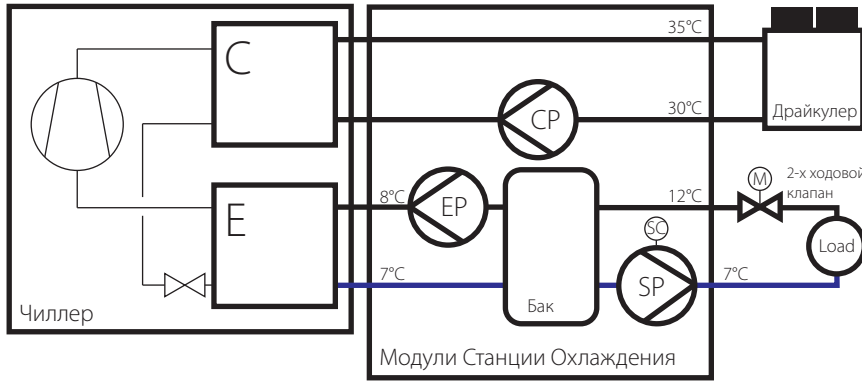 35°C
C
30°C
CP
Драйкулер
M
2-х ходовой
клапан
8°C
EP
12°C
E
SC
Load
7°C
SP
7°C
Бак
Чиллер
Модули Станции Охлаждения